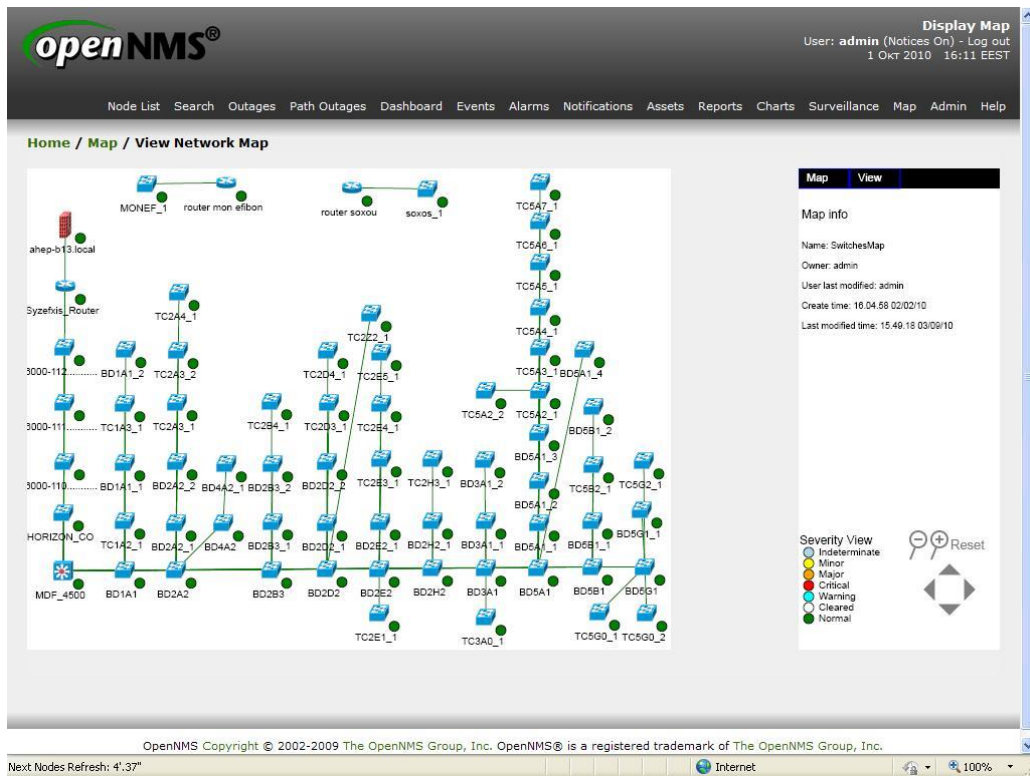 openNMS®
Display Map
User: admin (Notices On) - Log out
1 Οκτ 2010 16:11 EEST
Node List Search Outages Path Outages Dashboard Events Alarms Notifications Assets Reports Charts Surveillance Map Admin Help
Home / Map / View Network Map
MONEF_1 router mon efibon router soxou soxos_1 TC5A7_1
ahep-b13.local TC5A6_1
Syzefxis_Router TC2A4_1 TC5A5_1
TC2Z2_1 TC5A4_1
3000-112......... BD1A1_2 TC2A3_2 TC2D4_1 TC2E5_1 TC5A3_1 BD5A1_4
3000-111......... TC1A3_1 TC2A3_1 TC2B4_1 TC2D3_1 TC2E4_1 TC5A2_2 TC5A2_1 BD5B1_2
BD5A1_3
3000-110......... BD1A1_1 BD2A2_2 BD4A2_1 BD2B3_2 BD2D2_2 TC2E3_1 TC2H3_1 BD3A1_2 TC5B2_1 TC5G2_1
BD5A1_2
HORIZON_CO TC1A2_1 BD2A2_1 BD4A2 BD2B3_1 BD2D2_1 BD2E2_1 BD2H2_1 BD3A1_1 BD5A1_1 BD5B1_1 BD5G1_1
MDF_4500 BD1A1 BD2A2 BD2B3 BD2D2 BD2E2 BD2H2 BD3A1 BD5A1 BD5B1 BD5G1
TC2E1_1 TC3A0_1 TC5G0_1 TC5G0_2
Map View
Map info
Name: SwitchesMap
Owner: admin
User last modified: admin
Create time: 16.04.58 02/02/10
Last modified time: 15.49.18 03/09/10
Severity View
Indeterminate
Minor
Major
Critical
Warning
Cleared
Normal
Reset
OpenNMS Copyright © 2002-2009 The OpenNMS Group, Inc. OpenNMS® is a registered trademark of The OpenNMS Group, Inc.
Next Nodes Refresh: 4'.37" Internet 100%